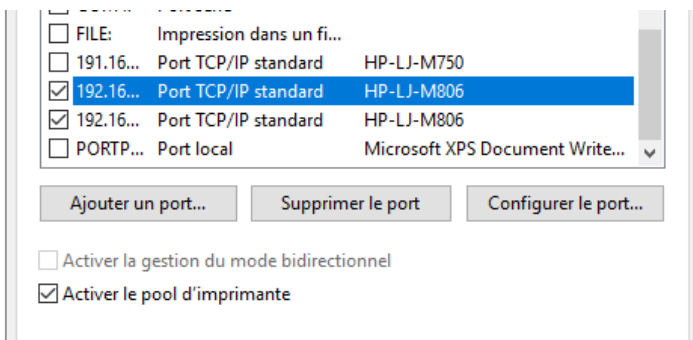 FILE: Impression dans un fi...
191.16... Port TCP/IP standard HP-LJ-M750
192.16... Port TCP/IP standard HP-LJ-M806
192.16... Port TCP/IP standard HP-LJ-M806
PORTP... Port local Microsoft XPS Document Write...
Ajouter un port... Supprimer le port Configurer le port...
Activer la gestion du mode bidirectionnel
Activer le pool d'imprimante